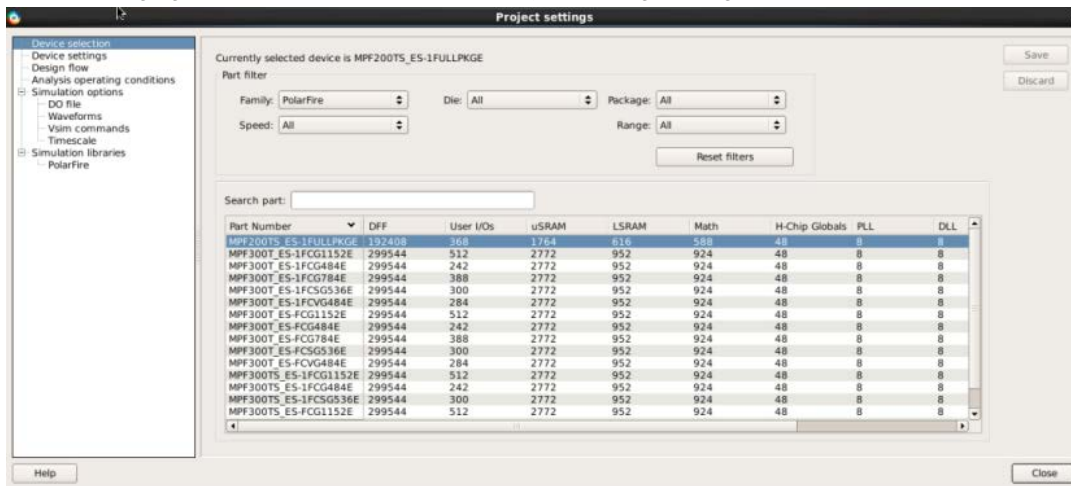 Project settings
Device selection
Device settings
Design flow
Analysis operating conditions
Simulation options
DO file
Waveforms
Vsim commands
Timescale
Simulation libraries
PolarFire
Currently selected device is MPF200TS_ES-1FULLPKGE
Part filter
Family: PolarFire Die: All Package: All
Speed: All Range: All
Reset filters
Search part:
Part Number DFF User I/Os uSRAM LSRAM Math H-Chip Globals PLL DLL
MPF200TS_ES-1FULLPKGE 192408 368 1764 616 588 48 8 8
MPF300T_ES-1FCG1152E 299544 512 2772 952 924 48 8 8
MPF300T_ES-1FCG484E 299544 242 2772 952 924 48 8 8
MPF300T_ES-1FCG784E 299544 388 2772 952 924 48 8 8
MPF300T_ES-1FCSG536E 299544 300 2772 952 924 48 8 8
MPF300T_ES-1FCVG484E 299544 284 2772 952 924 48 8 8
MPF300T_ES-FCG1152E 299544 512 2772 952 924 48 8 8
MPF300T_ES-FCG484E 299544 242 2772 952 924 48 8 8
MPF300T_ES-FCG784E 299544 388 2772 952 924 48 8 8
MPF300T_ES-FCSG536E 299544 300 2772 952 924 48 8 8
MPF300T_ES-FCVG484E 299544 284 2772 952 924 48 8 8
MPF300TS_ES-1FCG1152E 299544 512 2772 952 924 48 8 8
MPF300TS_ES-1FCG484E 299544 242 2772 952 924 48 8 8
MPF300TS_ES-1FCSG536E 299544 300 2772 952 924 48 8 8
MPF300TS_ES-FCG1152E 299544 512 2772 952 924 48 8 8
Save
Discard
Help
Close